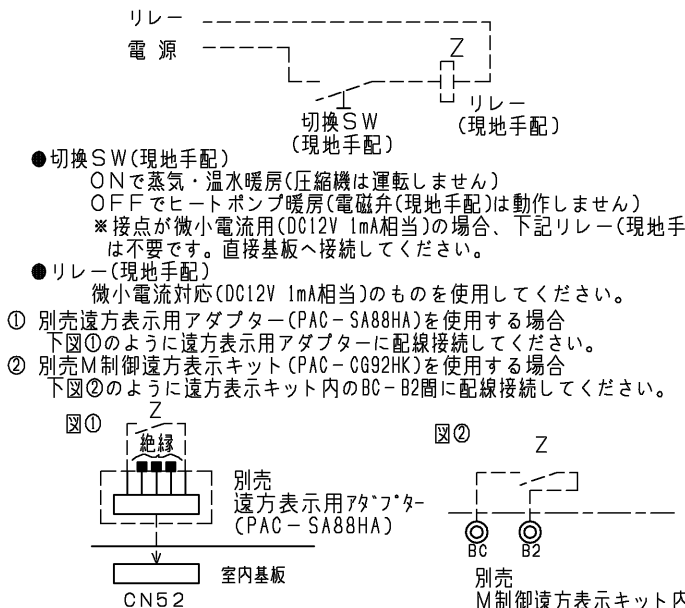 リレー
電 源
Z
リレー
(現地手配)
切換SW
(現地手配)
●切換SW(現地手配)
ONで蒸気・温水暖房(圧縮機は運転しません)
OFFでヒートポンプ暖房(電磁弁(現地手配)は動作しません)
※接点が微小電流用(DC12V 1mA相当)の場合、下記リレー(現地手
は不要です。直接基板へ接続してください。
●リレー(現地手配)
微小電流対応(DC12V 1mA相当)のものを使用してください。
① 別売遠方表示用アダプター(PAC-SA88HA)を使用する場合
下図①のように遠方表示用アダプターに配線接続してください。
② 別売M制御遠方表示キット(PAC-CG92HK)を使用する場合
下図②のように遠方表示キット内のBC-B2間に配線接続してください。
図①
Z
絶縁
別売
遠方表示用アダプター
(PAC-SA88HA)
室内基板
CN52
図②
Z
BC
B2
別売
M制御遠方表示キット内